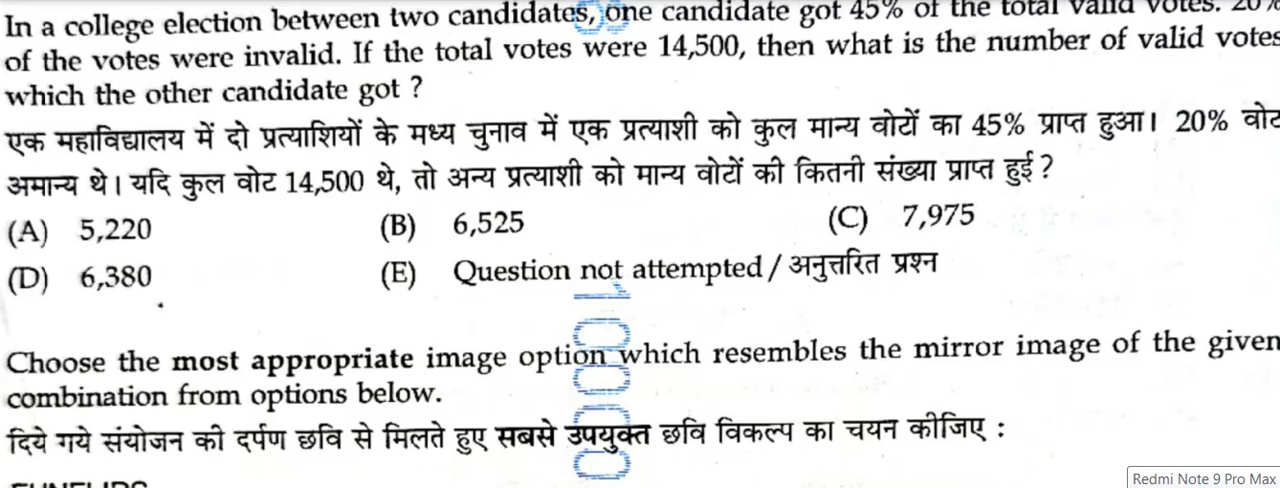 In a college election between two candidates, one candidate got 45% of the total valid votes. 20%
of the votes were invalid. If the total votes were 14,500, then what is the number of valid votes
which the other candidate got ?
एक महाविद्यालय में दो प्रत्याशियों के मध्य चुनाव में एक प्रत्याशी को कुल मान्य वोटों का 45% प्राप्त हुआ। 20% वोट
अमान्य थे। यदि कुल वोट 14,500 थे, तो अन्य प्रत्याशी को मान्य वोटों की कितनी संख्या प्राप्त हुई ?
(A) 5,220 (B) 6,525 (C) 7,975
(D) 6,380 (E) Question not attempted / अनुत्तरित प्रश्न
Choose the most appropriate image option which resembles the mirror image of the given
combination from options below.
दिये गये संयोजन की दर्पण छवि से मिलते हुए सबसे उपयुक्त छवि विकल्प का चयन कीजिए :
Redmi Note 9 Pro Max